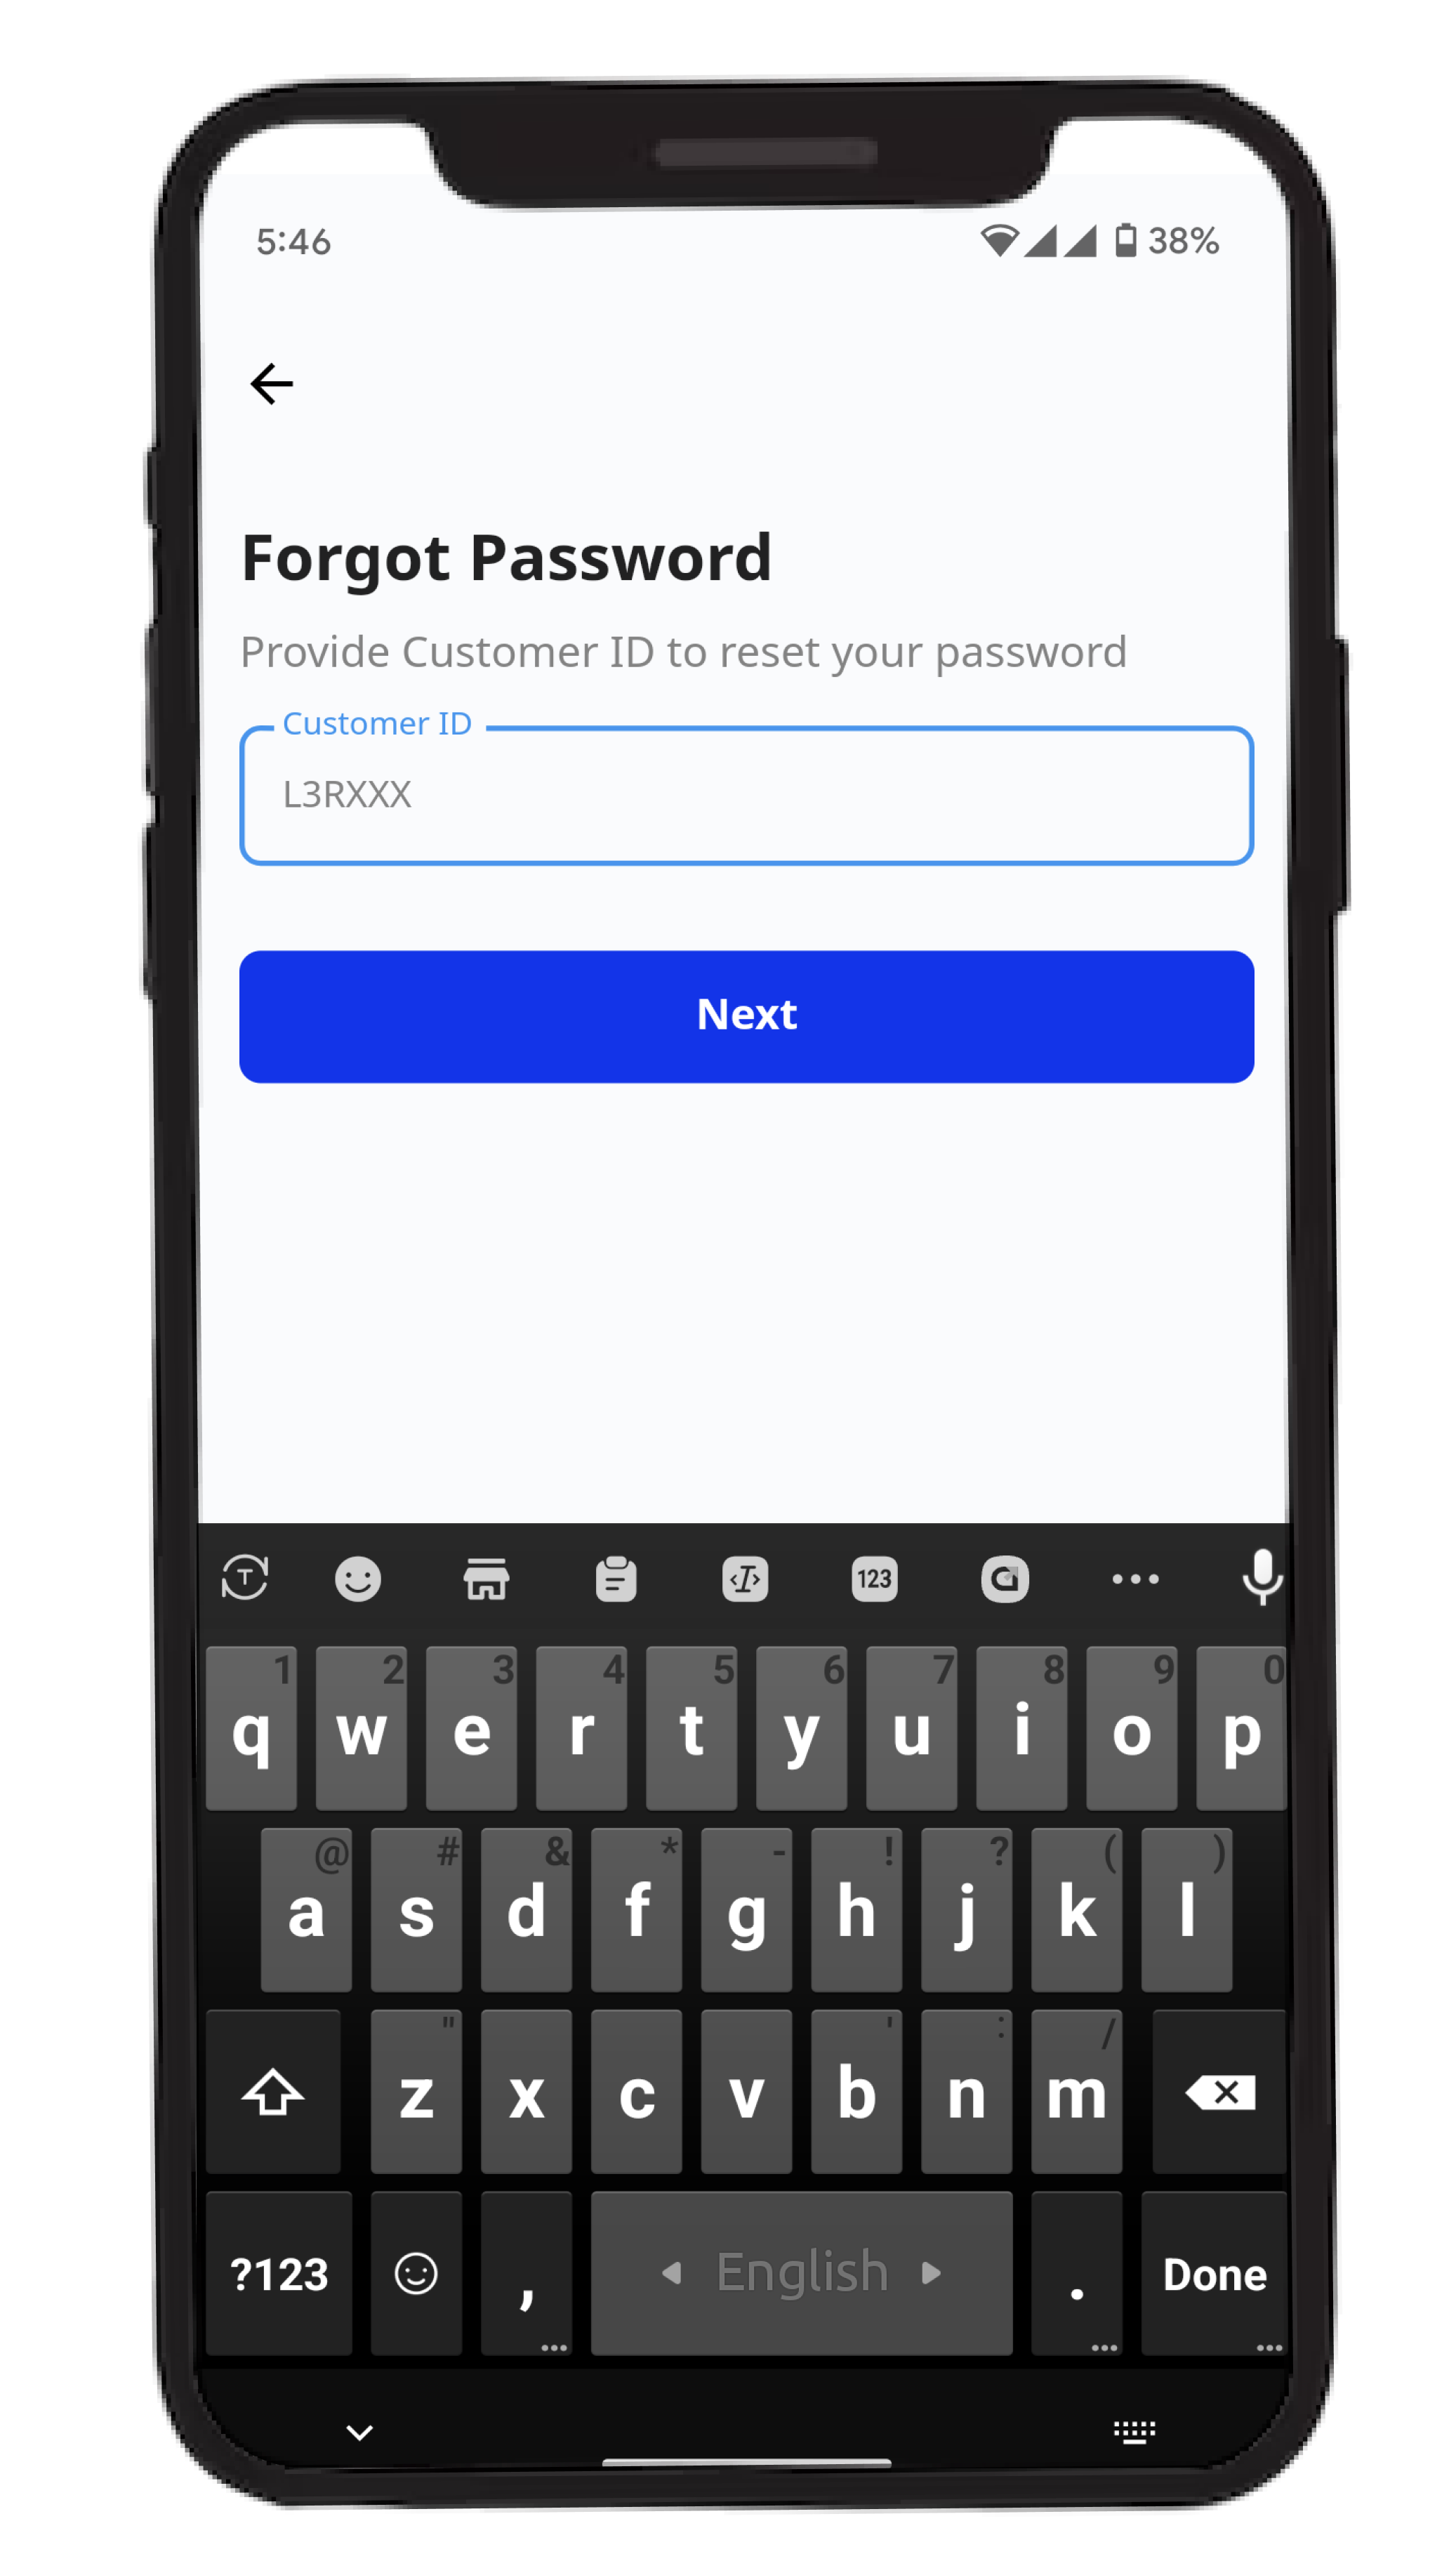 5:46 38%
Forgot Password
Provide Customer ID to reset your password
Customer ID
L3RXXX
Next
T 123
1 2 3 4 5 6 7 8 9 0
q w e r t y u i o p
@ # & * - ! ? ( )
a s d f g h j k l
" ' : /
z x c v b n m
?123 , English . Done